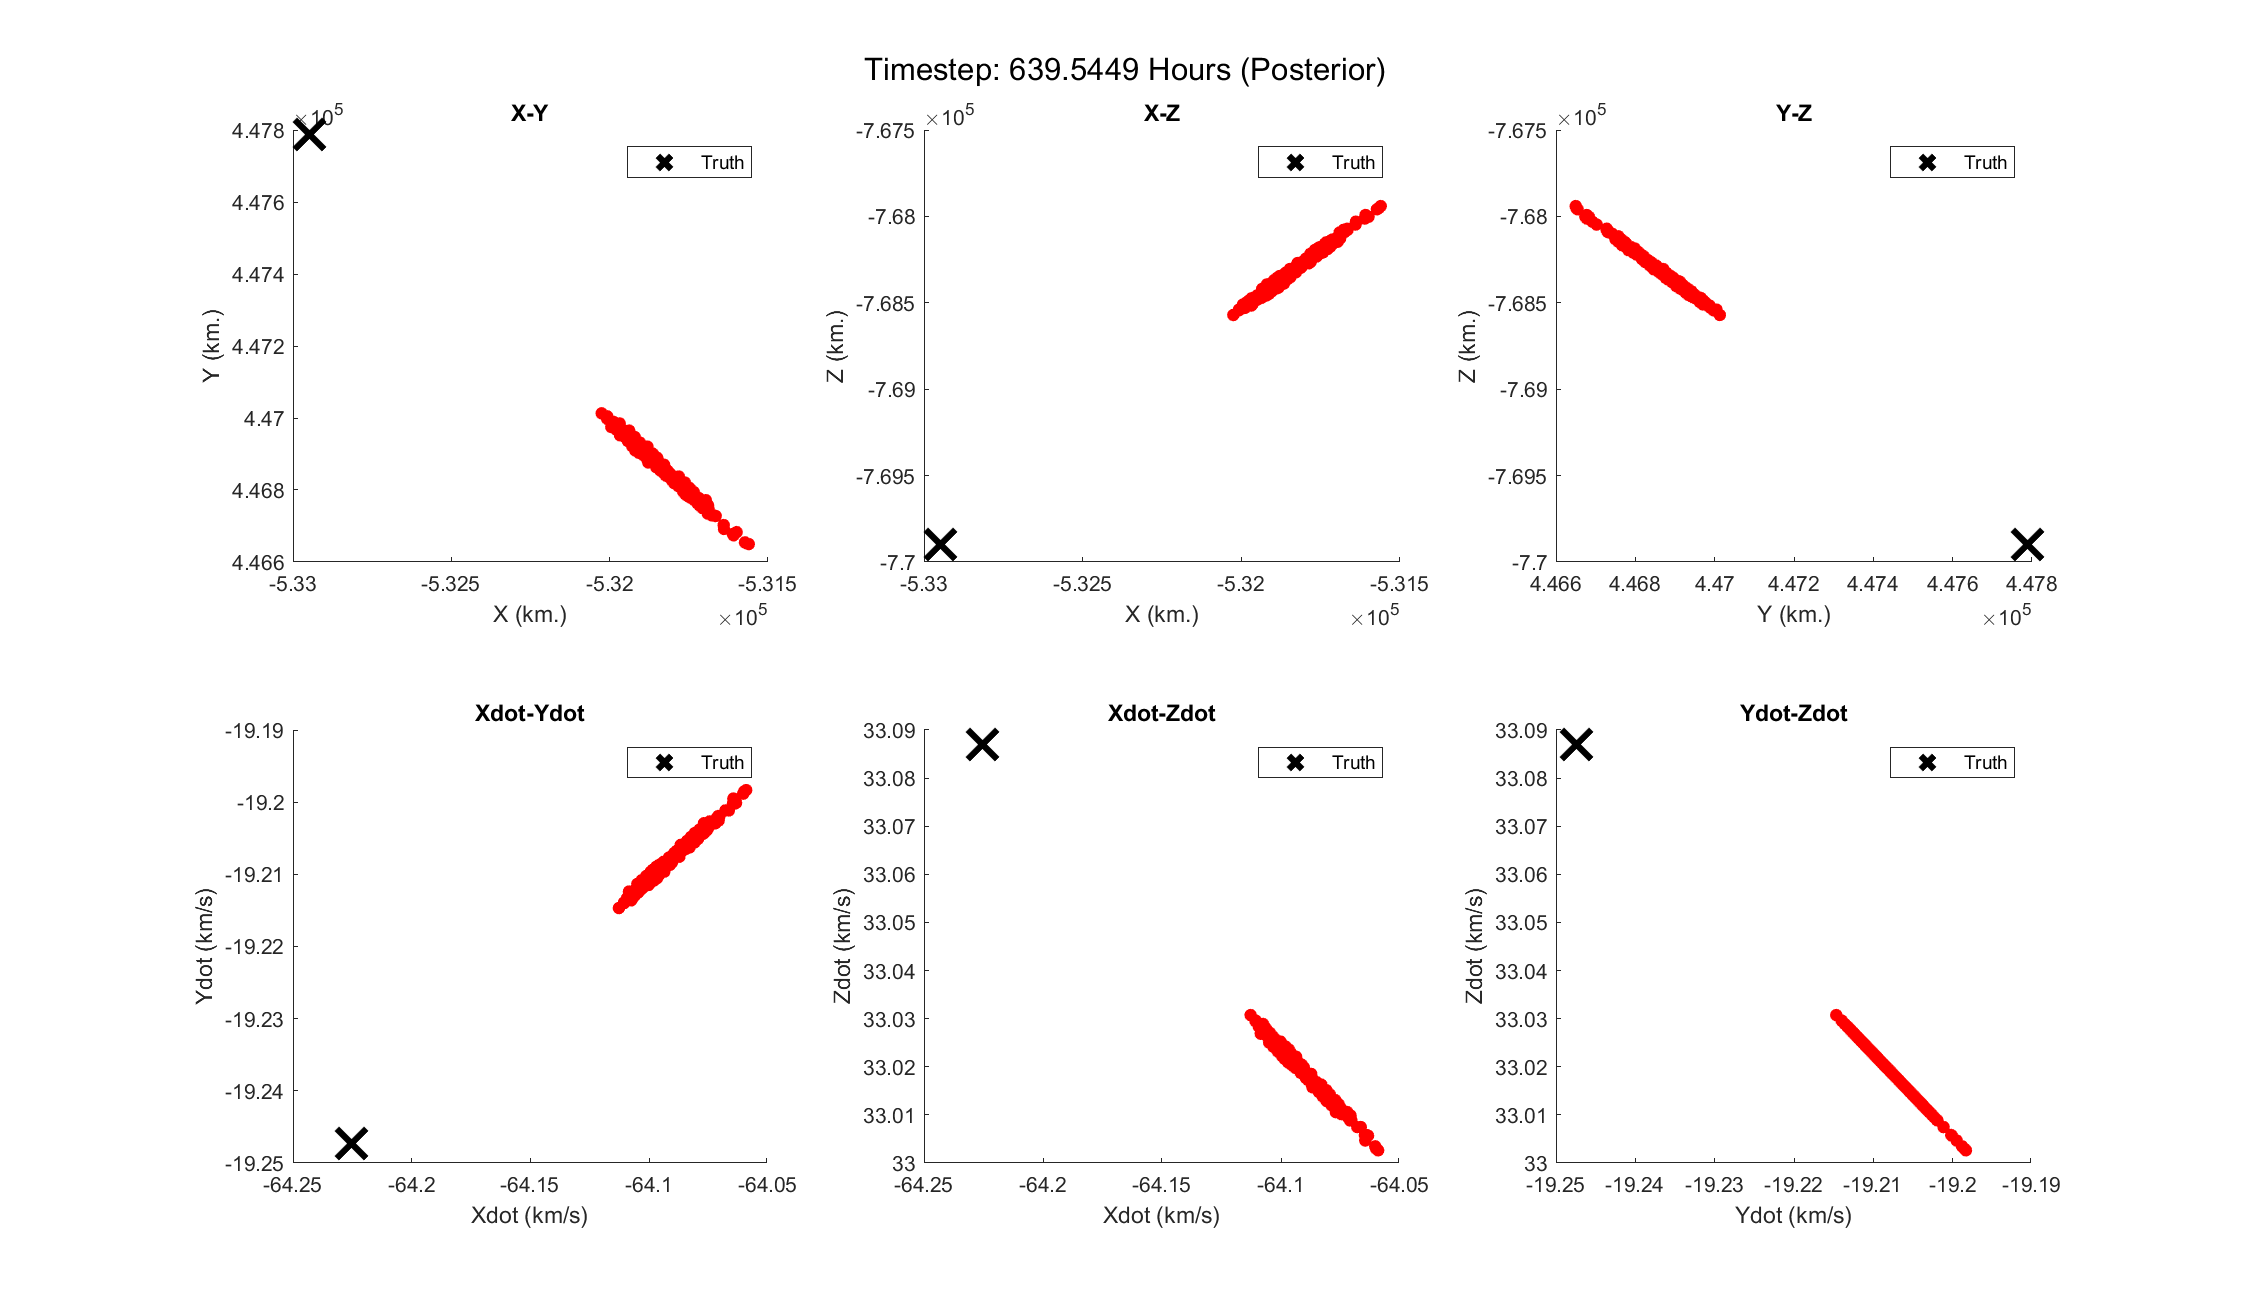 Timestep: 639.5449 Hours (Posterior)
X-Y
×10^5
4.478
4.476
4.474
4.472
4.47
4.468
4.466
Y (km.)
Truth
-5.33 -5.325 -5.32 -5.315
X (km.)
×10^5
X-Z
×10^5
-7.675
-7.68
-7.685
-7.69
-7.695
-7.7
Z (km.)
Truth
-5.33 -5.325 -5.32 -5.315
X (km.)
×10^5
Y-Z
×10^5
-7.675
-7.68
-7.685
-7.69
-7.695
-7.7
Z (km.)
Truth
4.466 4.468 4.47 4.472 4.474 4.476 4.478
Y (km.)
×10^5
Xdot-Ydot
-19.19
-19.2
-19.21
-19.22
-19.23
-19.24
-19.25
Ydot (km/s)
Truth
-64.25 -64.2 -64.15 -64.1 -64.05
Xdot (km/s)
Xdot-Zdot
33.09
33.08
33.07
33.06
33.05
33.04
33.03
33.02
33.01
33
Zdot (km/s)
Truth
-64.25 -64.2 -64.15 -64.1 -64.05
Xdot (km/s)
Ydot-Zdot
33.09
33.08
33.07
33.06
33.05
33.04
33.03
33.02
33.01
33
Zdot (km/s)
Truth
-19.25 -19.24 -19.23 -19.22 -19.21 -19.2 -19.19
Ydot (km/s)